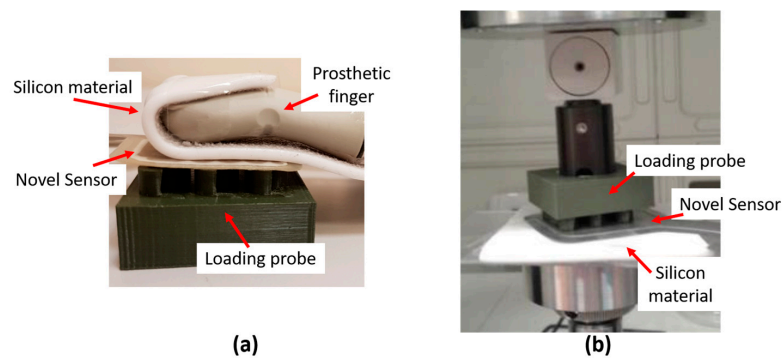 Silicon material
Prosthetic
finger
Novel Sensor
Loading probe
(a)
Loading probe
Novel Sensor
Silicon
material
(b)